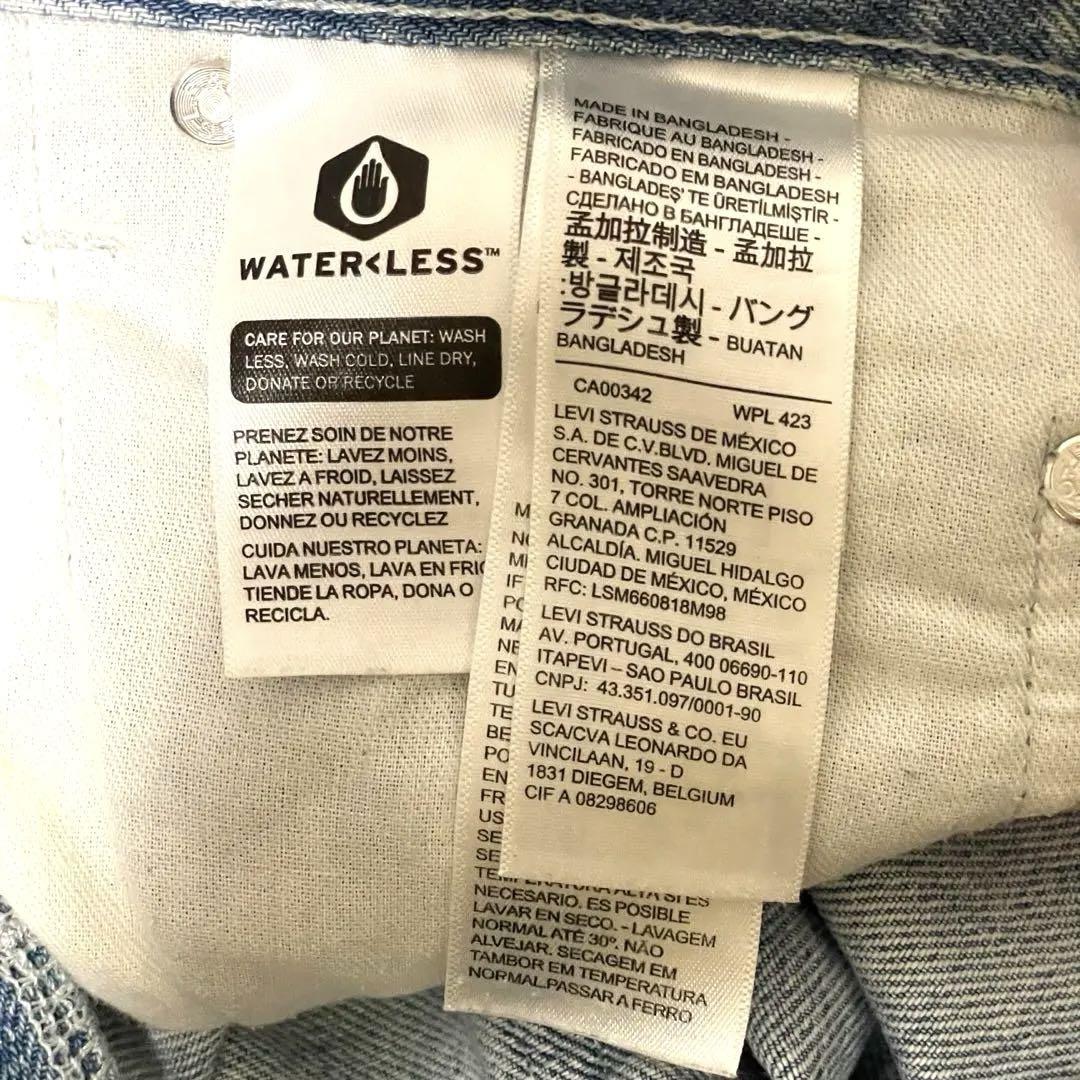 WATER<LESS™
CARE FOR OUR PLANET: WASH
LESS, WASH COLD, LINE DRY,
DONATE OR RECYCLE
PRENEZ SOIN DE NOTRE
PLANETE: LAVEZ MOINS,
LAVEZ A FROID, LAISSEZ
SECHER NATURELLEMENT,
DONNEZ OU RECYCLEZ
CUIDA NUESTRO PLANETA:
LAVA MENOS, LAVA EN FRIO
TIENDE LA ROPA, DONA O
RECICLA.
MADE IN BANGLADESH -
FABRIQUE AU BANGLADESH -
FABRICADO EN BANGLADESH -
FABRICADO EM BANGLADESH
- BANGLADEŞ' TE ÜRETİLMİŞTİR -
СДЕЛАНО В БАНГЛАДЕШЕ -
孟加拉制造 - 孟加拉
製 - 제조국
:방글라데시 - バング
ラデシュ製 - BUATAN
BANGLADESH
CA00342 WPL 423
LEVI STRAUSS DE MÉXICO
S.A. DE C.V.BLVD. MIGUEL DE
CERVANTES SAAVEDRA
NO. 301, TORRE NORTE PISO
7 COL. AMPLIACIÓN
GRANADA C.P. 11529
ALCALDÍA. MIGUEL HIDALGO
CIUDAD DE MÉXICO, MÉXICO
RFC: LSM660818M98
LEVI STRAUSS DO BRASIL
AV. PORTUGAL, 400 06690-110
ITAPEVI – SAO PAULO BRASIL
CNPJ: 43.351.097/0001-90
LEVI STRAUSS & CO. EU
SCA/CVA LEONARDO DA
VINCILAAN, 19 - D
1831 DIEGEM, BELGIUM
CIF A 08298606
TEMPERATURA ALTA SI ES
NECESARIO. ES POSIBLE
LAVAR EN SECO. - LAVAGEM
NORMAL ATÉ 30º. NÃO
ALVEJAR. SECAGEM EM
TAMBOR EM TEMPERATURA
NORMAL.PASSAR A FERRO